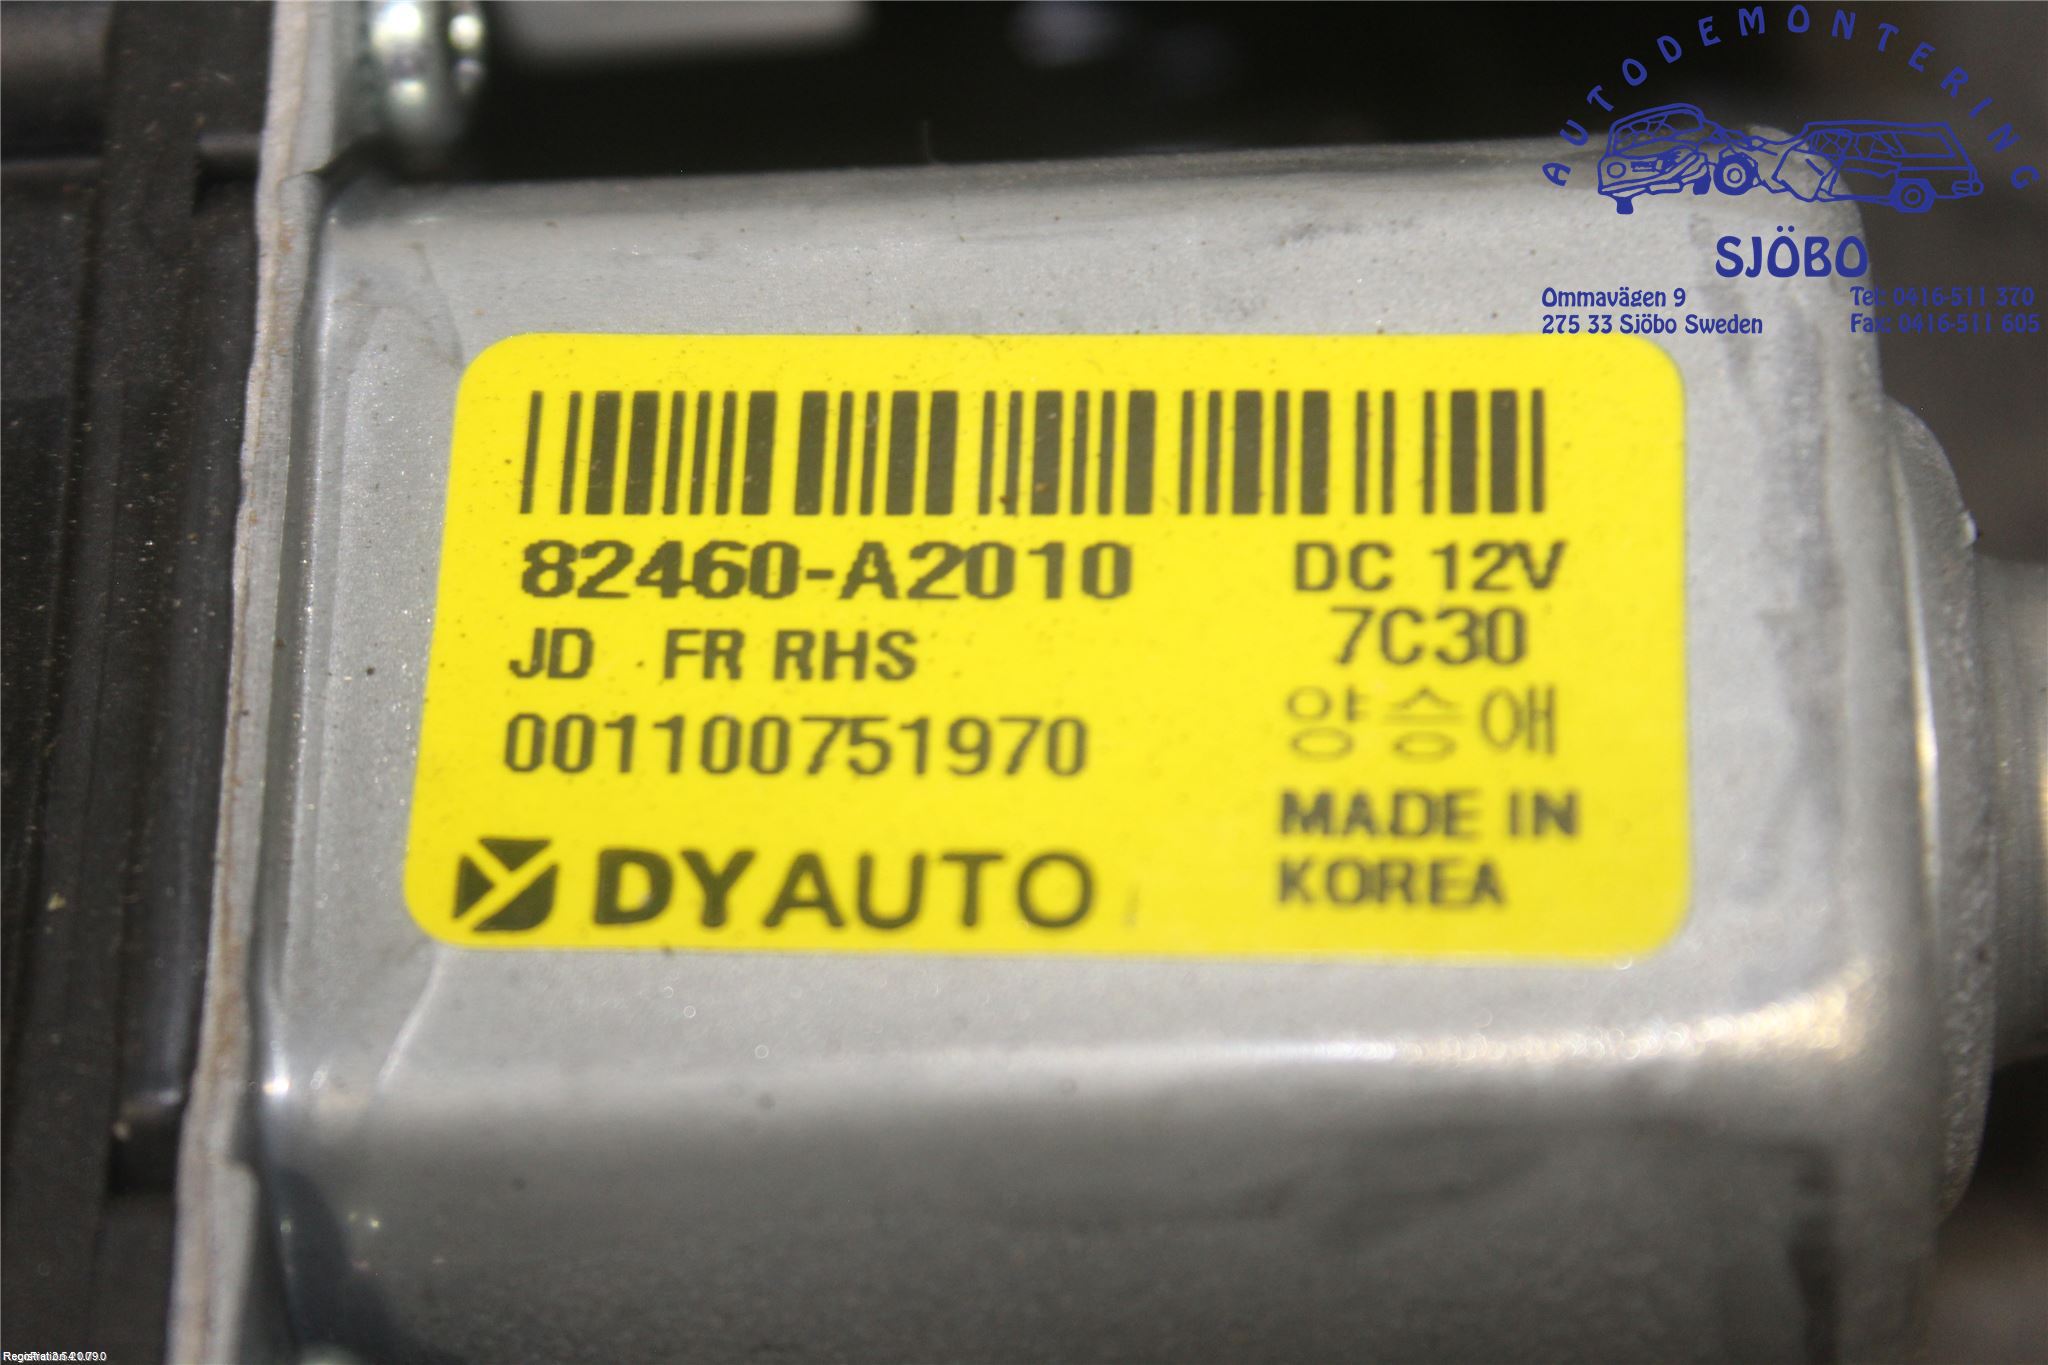 AUTODEMONTERING
SJÖBO
Ommavägen 9
275 33 Sjöbo Sweden
Tel: 0416-511 370
Fax: 0416-511 605
82460-A2010
JD FR RHS
001100751970
DYAUTO
DC 12V
7C30
양승애
MADE IN
KOREA